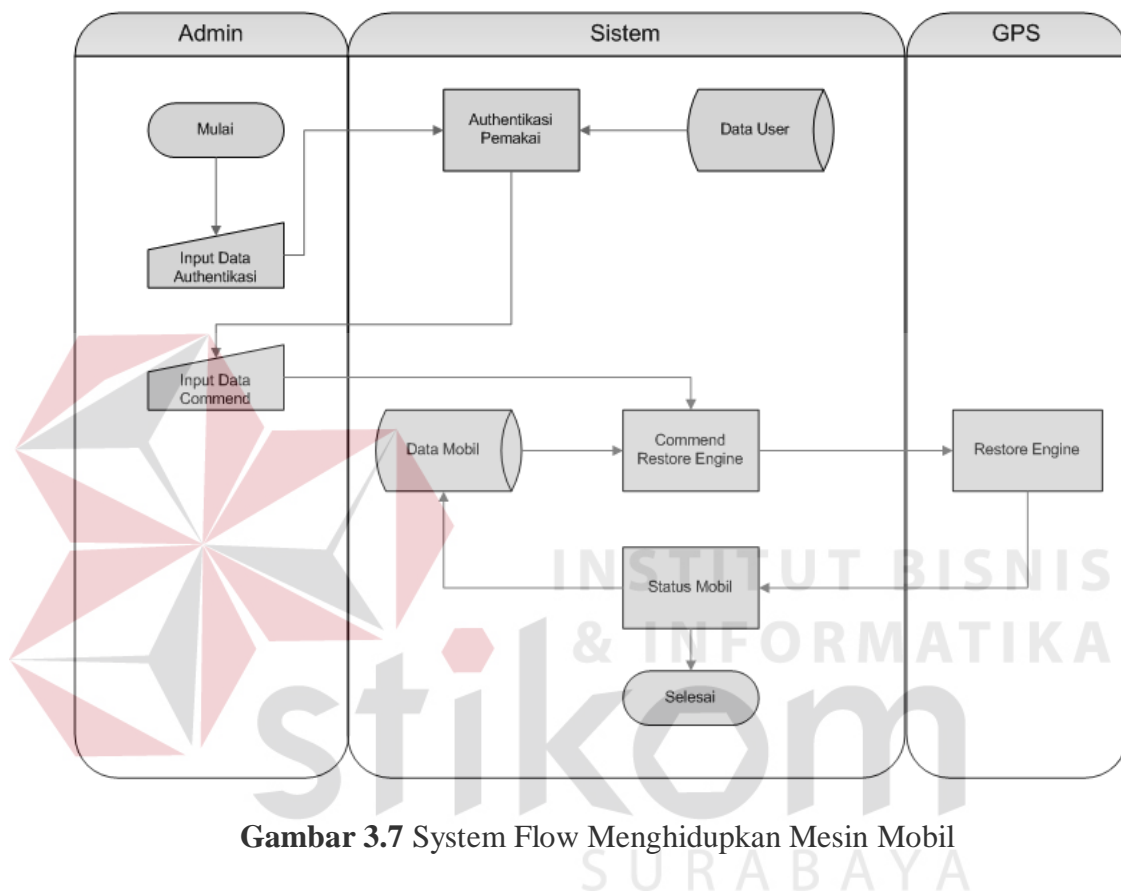 Admin
Sistem
GPS
Mulai
Authentikasi
Pemakai
Data User
Input Data
Authentikasi
Input Data
Commend
Data Mobil
Commend
Restore Engine
Restore Engine
Status Mobil
Selesai
INSTITUT BISNIS
& INFORMATIKA
stikom
SURABAYA
Gambar 3.7 System Flow Menghidupkan Mesin Mobil